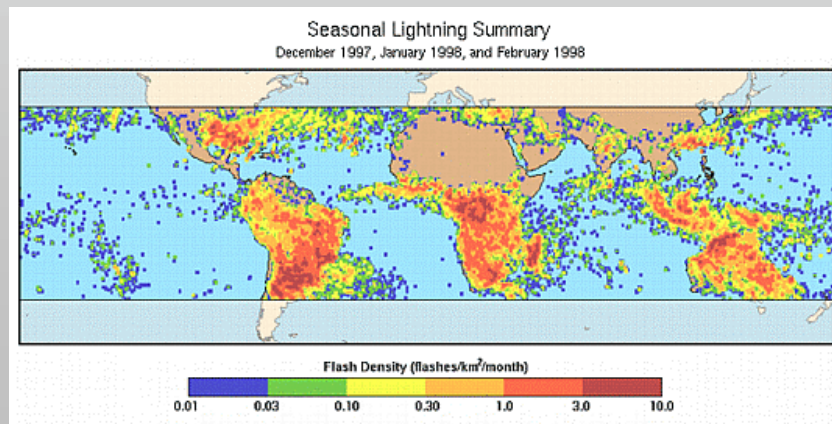 Seasonal Lightning Summary
December 1997, January 1998, and February 1998
Flash Density (flashes/km²/month)
0.01 0.03 0.10 0.30 1.0 3.0 10.0